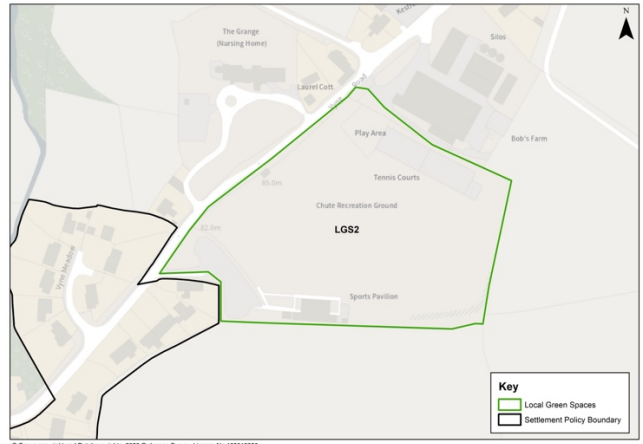 N
The Grange
(Nursing Home)
Silos
Laurel Cott
Road
Play Area
Bob's Farm
Tennis Courts
85.0m
Chute Recreation Ground
82.0m
LGS2
Vyne Meadow
Sports Pavilion
Key
Local Green Spaces
Settlement Policy Boundary